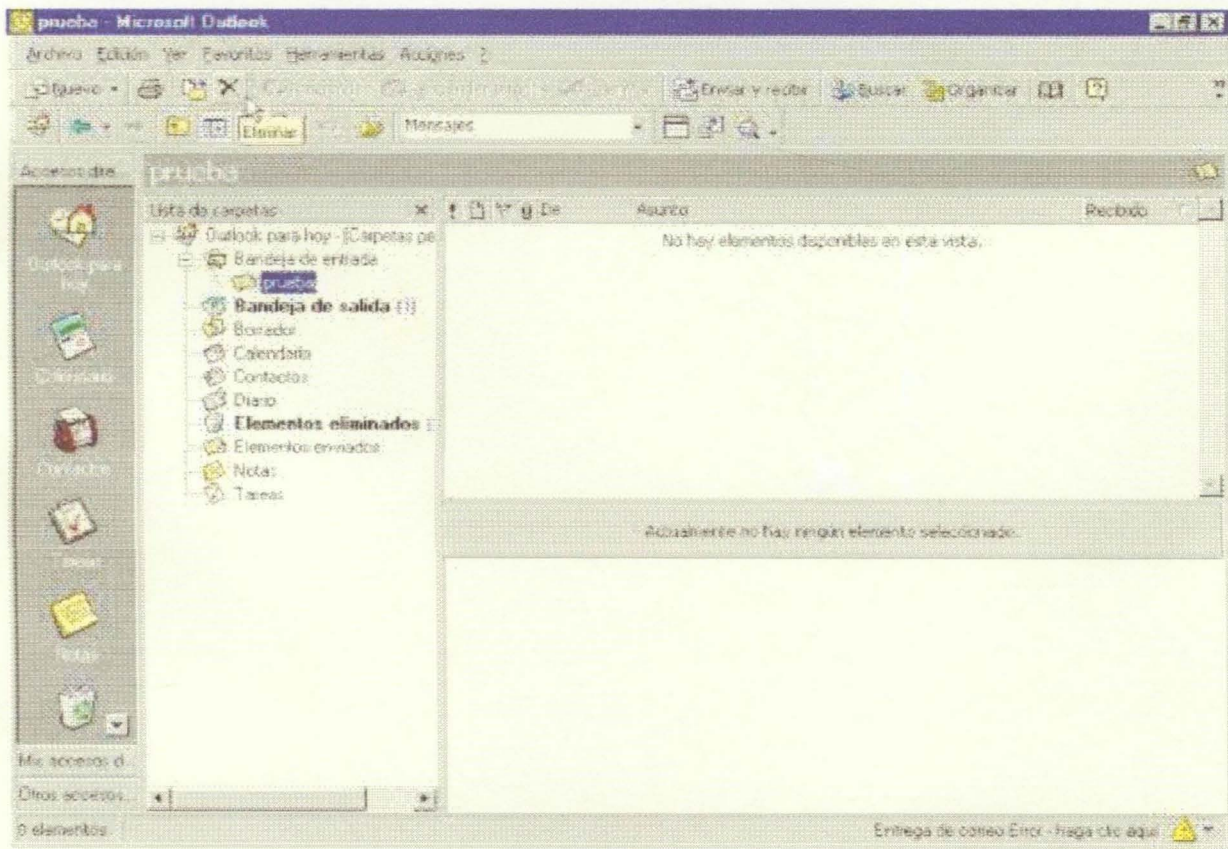 prueba - Microsoft Outlook
Archivo Edición Ver Favoritos Herramientas Acciones ?
Nuevo Enviar y recibir Buscar Organizar
Eliminar Mensajes
Accesos dire...
prueba
Outlook para hoy
Calendario
Contactos
Tareas
Notas
Mis accesos d...
Otros accesos...
Lista de carpetas
Outlook para hoy - [Carpetas pe
Bandeja de entrada
prueba
Bandeja de salida
Borrador
Calendario
Contactos
Diario
Elementos eliminados
Elementos enviados
Notas
Tareas
De Asunto Recibido
No hay elementos disponibles en esta vista.
Actualmente no hay ningún elemento seleccionado.
0 elementos
Entrega de correo Error - haga clic aquí